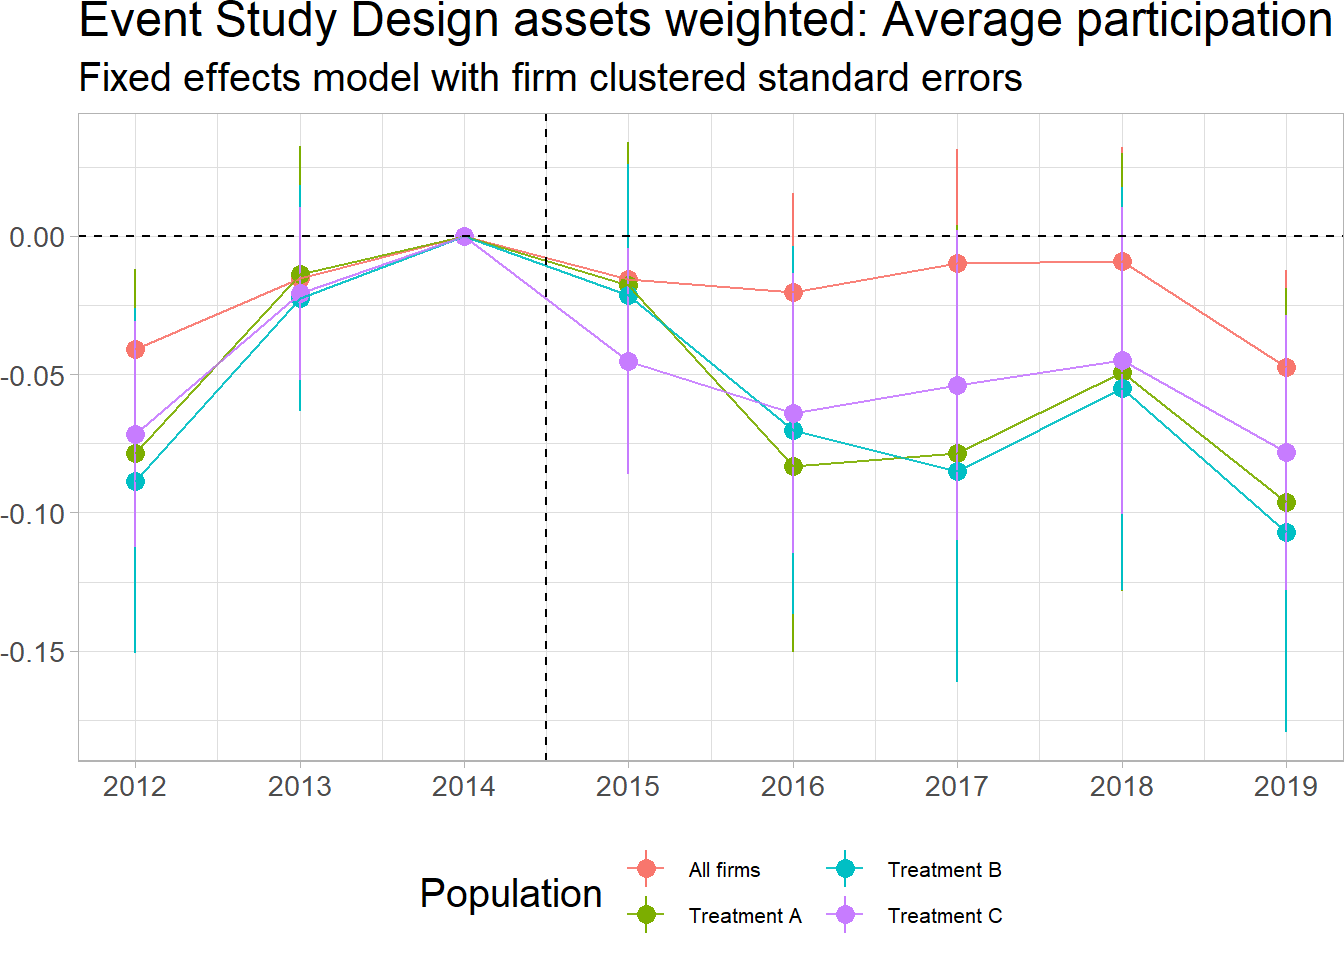 Event Study Design assets weighted: Average participation
Fixed effects model with firm clustered standard errors
0.00
-0.05
-0.10
-0.15
2012 2013 2014 2015 2016 2017 2018 2019
Population
All firms
Treatment A
Treatment B
Treatment C